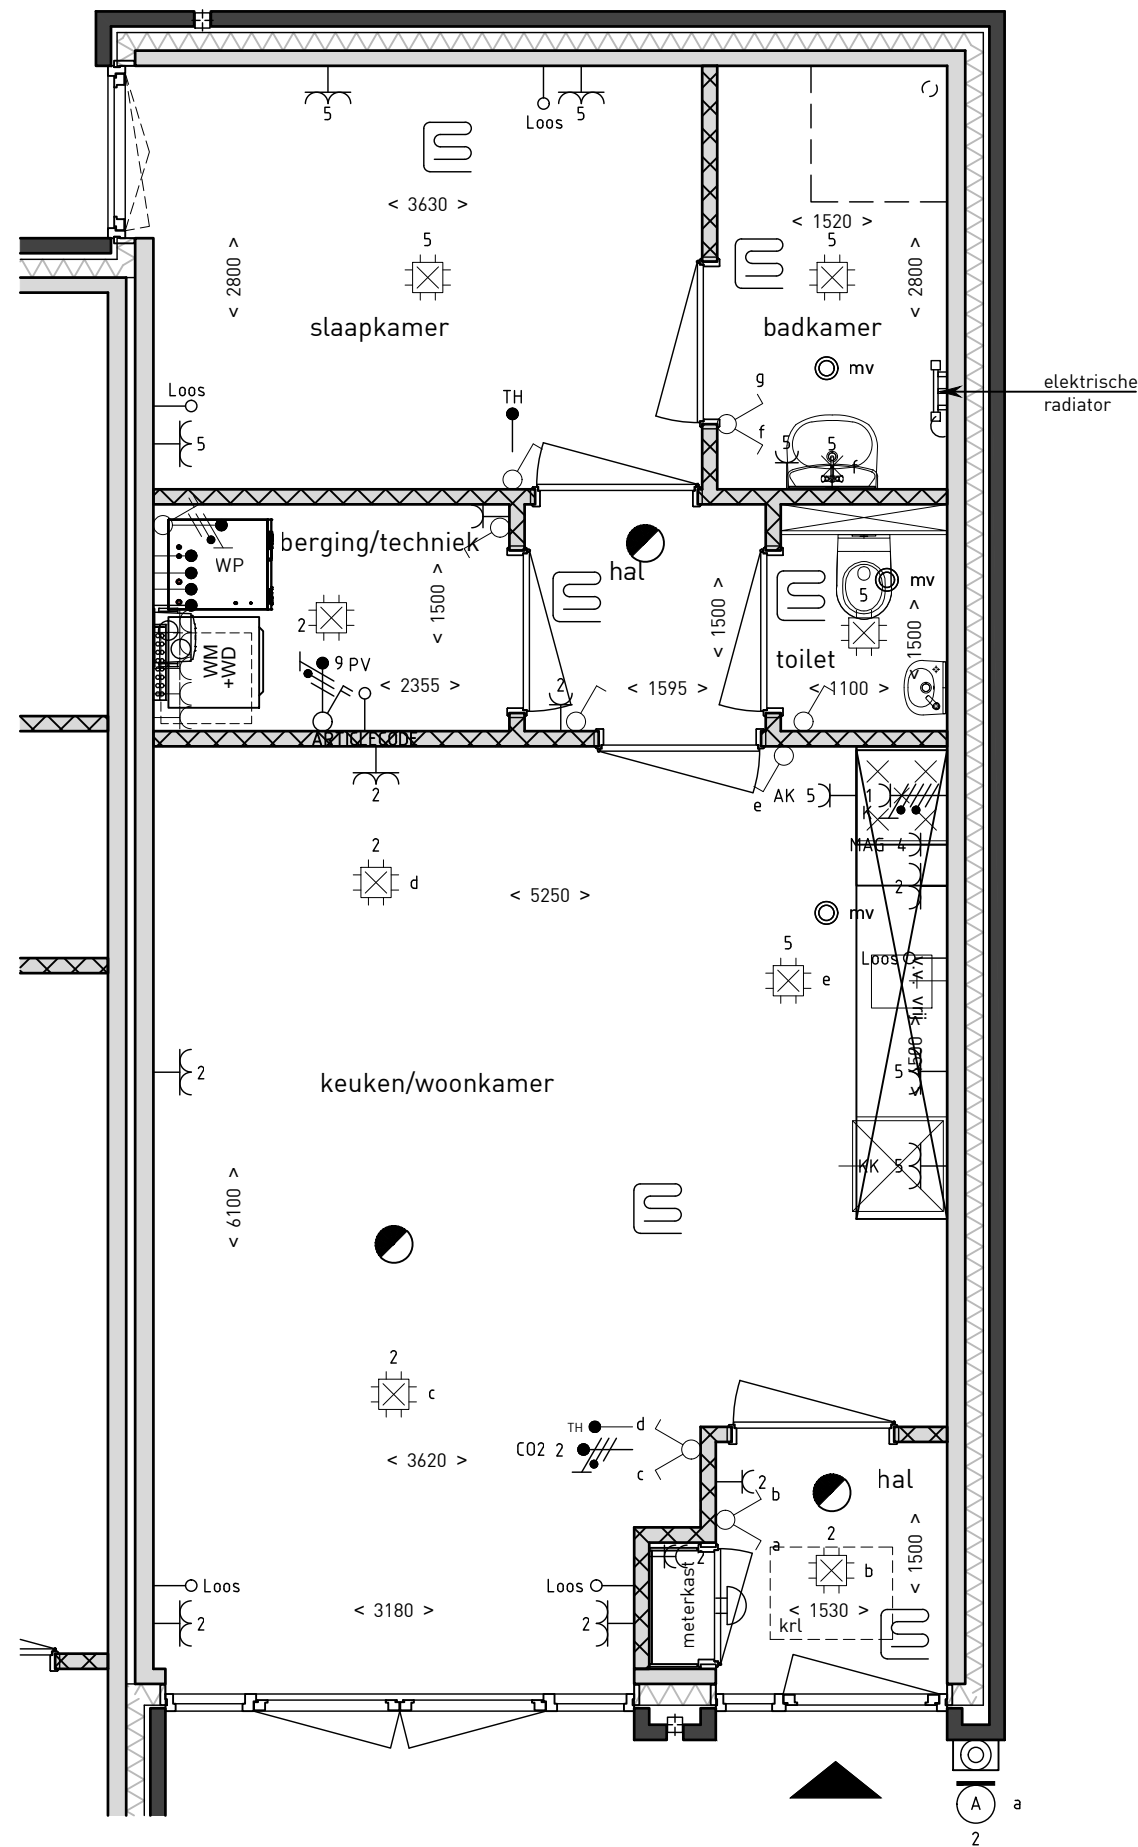 5
Loos
5
< 3630 >
< 1520 >
5
5
< 2800 >
< 2800 >
slaapkamer
badkamer
mv
g
elektrische
radiator
Loos
TH
f
5
5
5
f
berging/techniek
WP
hal
mv
5
2
< 1500 >
< 1500 >
< 1500 >
WM
+WD
9 PV
toilet
< 2355 >
2
< 1595 >
< 1100 >
ARTICLECODE
e
AK 5
1
K
2
MAG 4
2
d
2
< 5250 >
mv
5
e
Loos
v.v. vrij
< 1500 >
2
5
keuken/woonkamer
KK 5
< 6100 >
2
c
TH
d
CO2 2
< 3620 >
c
hal
2
b
a
2
b
< 1500 >
2
meterkast
Loos
Loos
2
2
< 3180 >
< 1530 >
krl
A
a
2